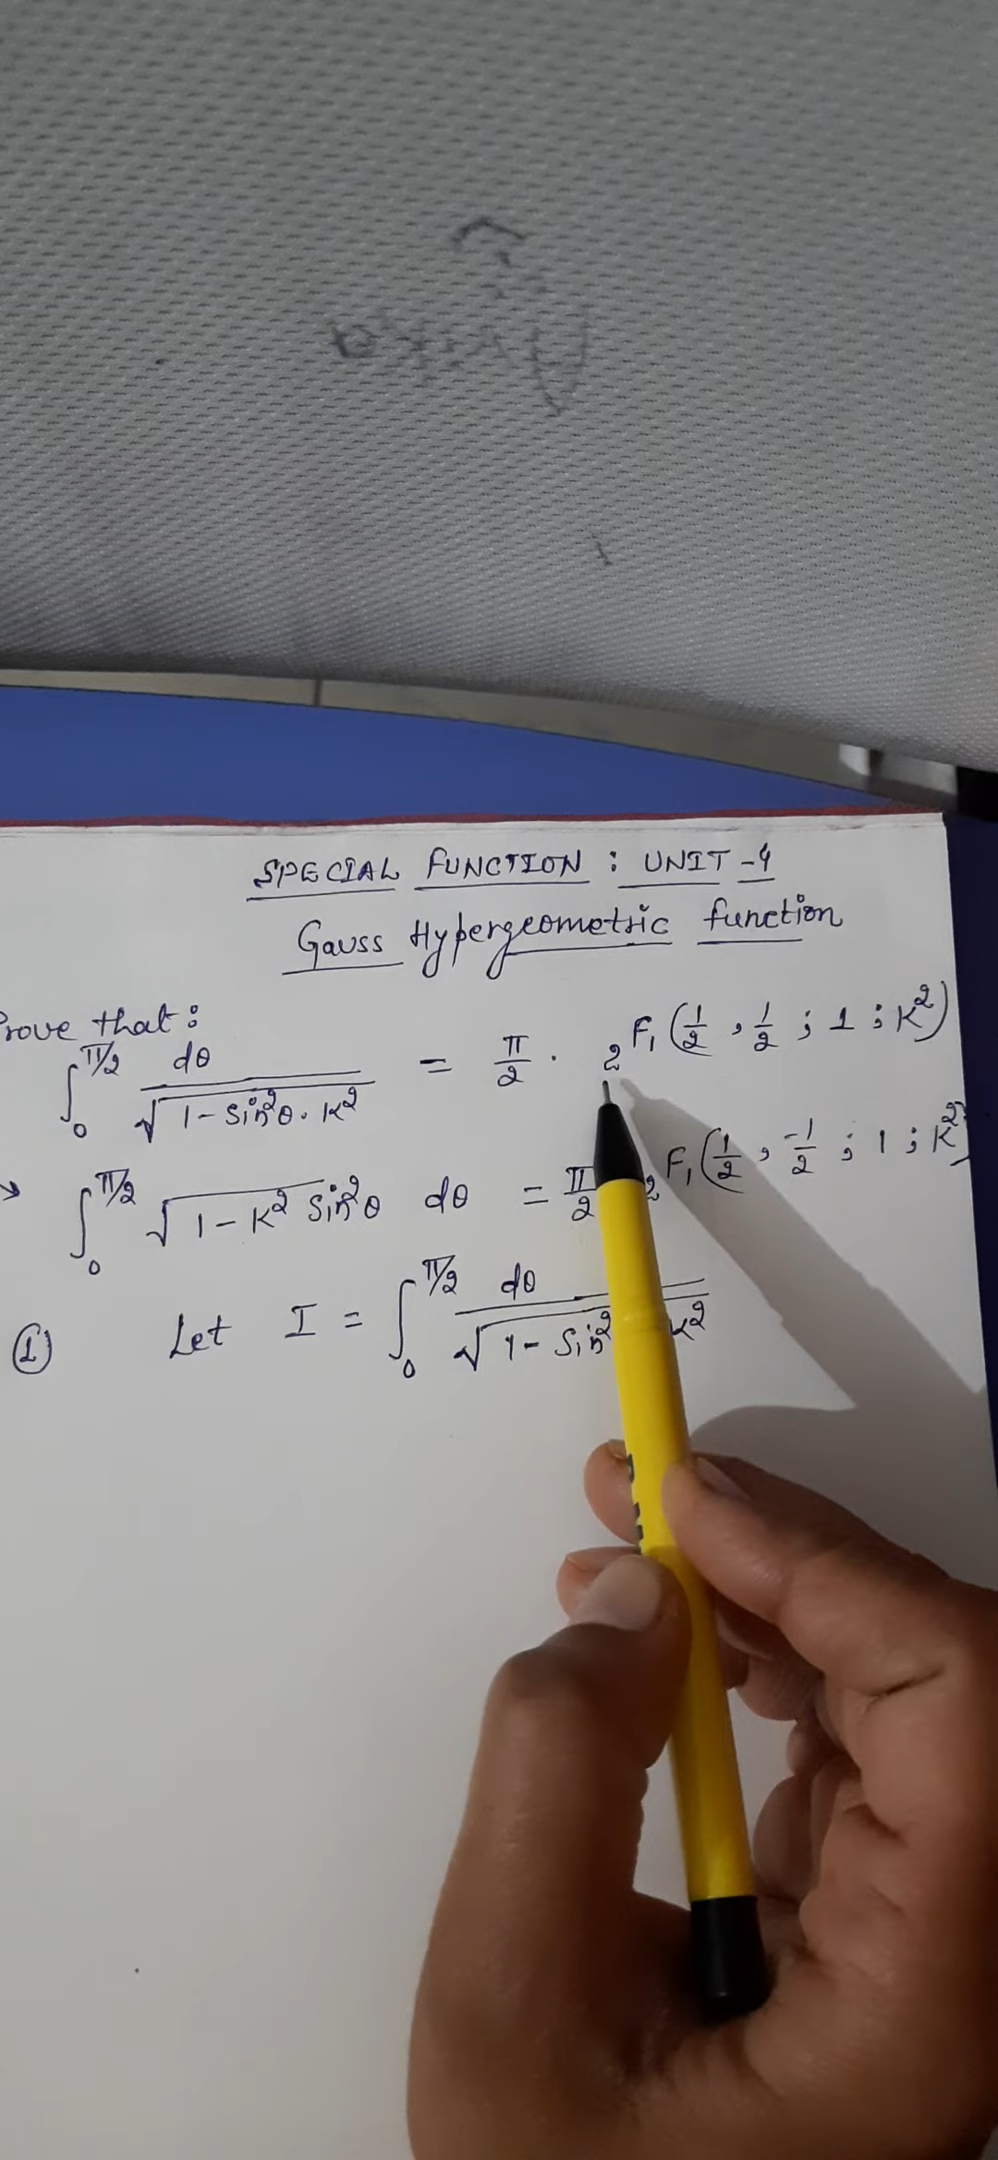 SPECIAL FUNCTION : UNIT-4
Gauss Hypergeometric function
Prove that :
∫₀^{π/2} dθ / √(1 - sin²θ · k²) = π/2 · ₂F₁(1/2, 1/2 ; 1 ; k²)
→ ∫₀^{π/2} √(1 - k² sin²θ) dθ = π/2 ₂F₁(1/2, -1/2 ; 1 ; k²)
① Let I = ∫₀^{π/2} dθ / √(1 - sin² k²)